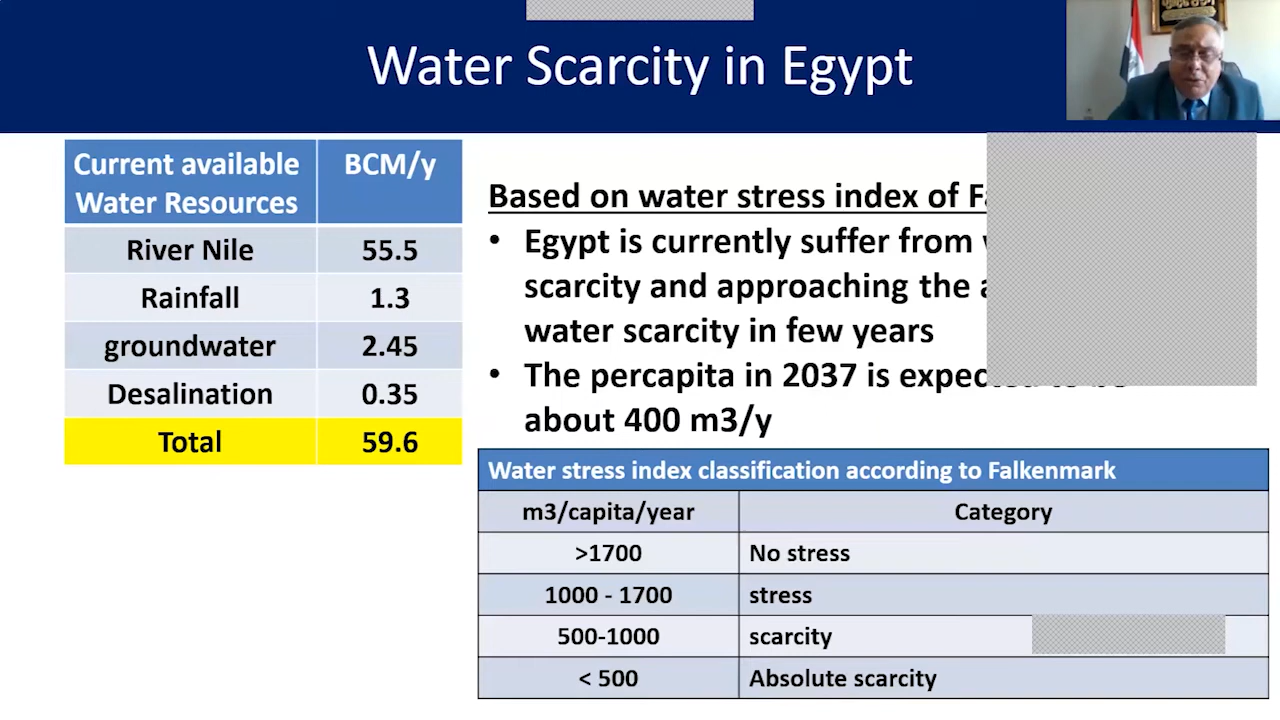 Water Scarcity in Egypt
Current available BCM/y
Water Resources
River Nile 55.5
Rainfall 1.3
groundwater 2.45
Desalination 0.35
Total 59.6
Based on water stress index of
• Egypt is currently suffer from
scarcity and approaching the
water scarcity in few years
• The percapita in 2037 is expected to be
about 400 m3/y
Water stress index classification according to Falkenmark
m3/capita/year Category
>1700 No stress
1000 - 1700 stress
500-1000 scarcity
< 500 Absolute scarcity